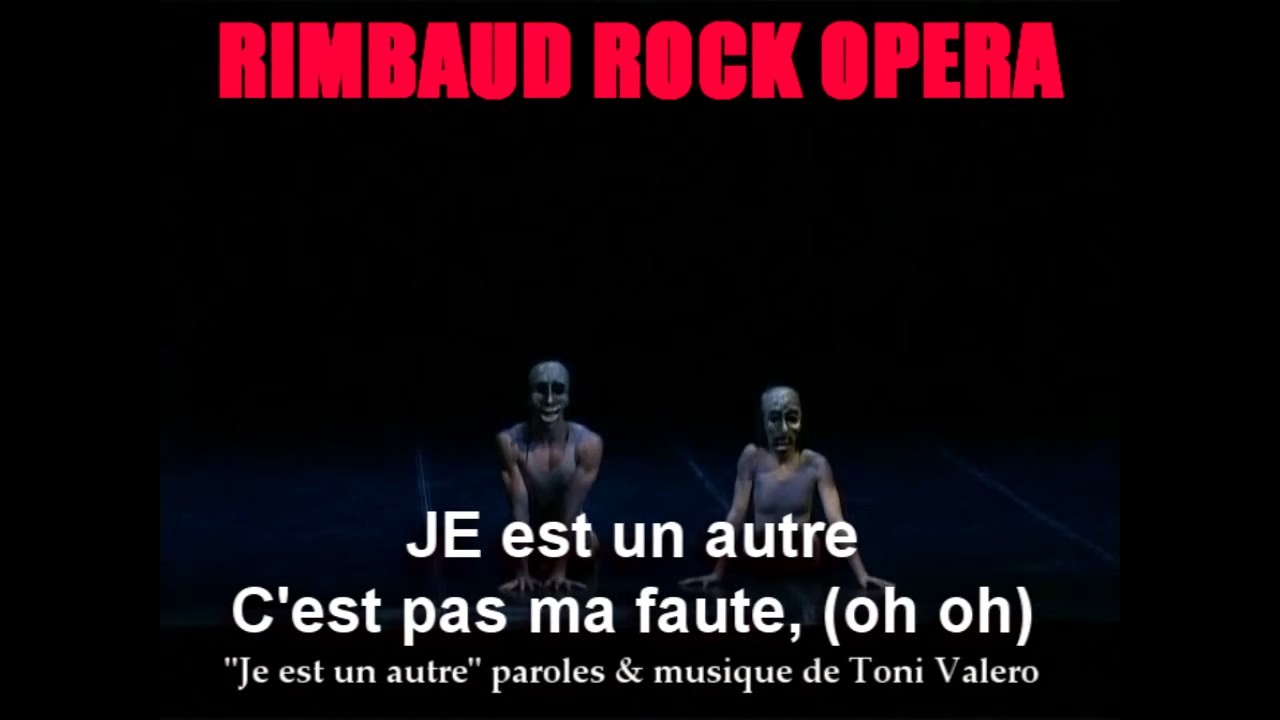 RIMBAUD ROCK OPERA
JE est un autre
C'est pas ma faute, (oh oh)
"Je est un autre" paroles & musique de Toni Valero